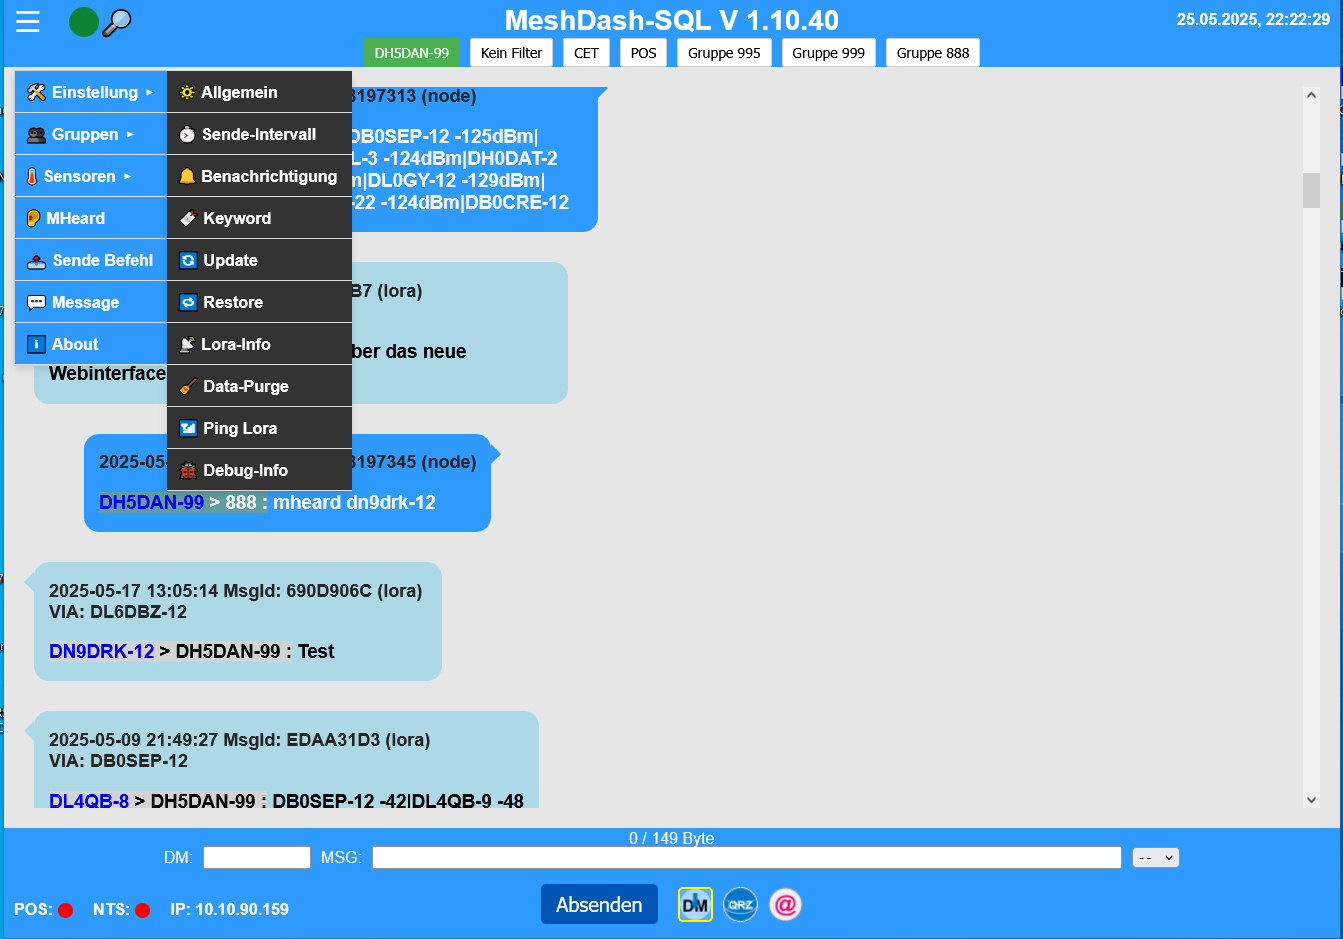 MeshDash-SQL V 1.10.40
25.05.2025, 22:22:29
DH5DAN-99
Kein Filter
CET
POS
Gruppe 995
Gruppe 999
Gruppe 888
Einstellung ▸
Gruppen ▸
Sensoren ▸
MHeard
Sende Befehl
Message
About
Allgemein
Sende-Intervall
Benachrichtigung
Keyword
Update
Restore
Lora-Info
Data-Purge
Ping Lora
Debug-Info
3197313 (node)
DB0SEP-12 -125dBm|
L-3 -124dBm|DH0DAT-2
m|DL0GY-12 -129dBm|
-22 -124dBm|DB0CRE-12
B7 (lora)
ber das neue
Webinterface
2025-05- 3197345 (node)
DH5DAN-99 > 888 : mheard dn9drk-12
2025-05-17 13:05:14 MsgId: 690D906C (lora)
VIA: DL6DBZ-12
DN9DRK-12 > DH5DAN-99 : Test
2025-05-09 21:49:27 MsgId: EDAA31D3 (lora)
VIA: DB0SEP-12
DL4QB-8 > DH5DAN-99 : DB0SEP-12 -42|DL4QB-9 -48
0 / 149 Byte
DM:
MSG:
--
POS:
NTS:
IP: 10.10.90.159
Absenden
DM
QRZ
@